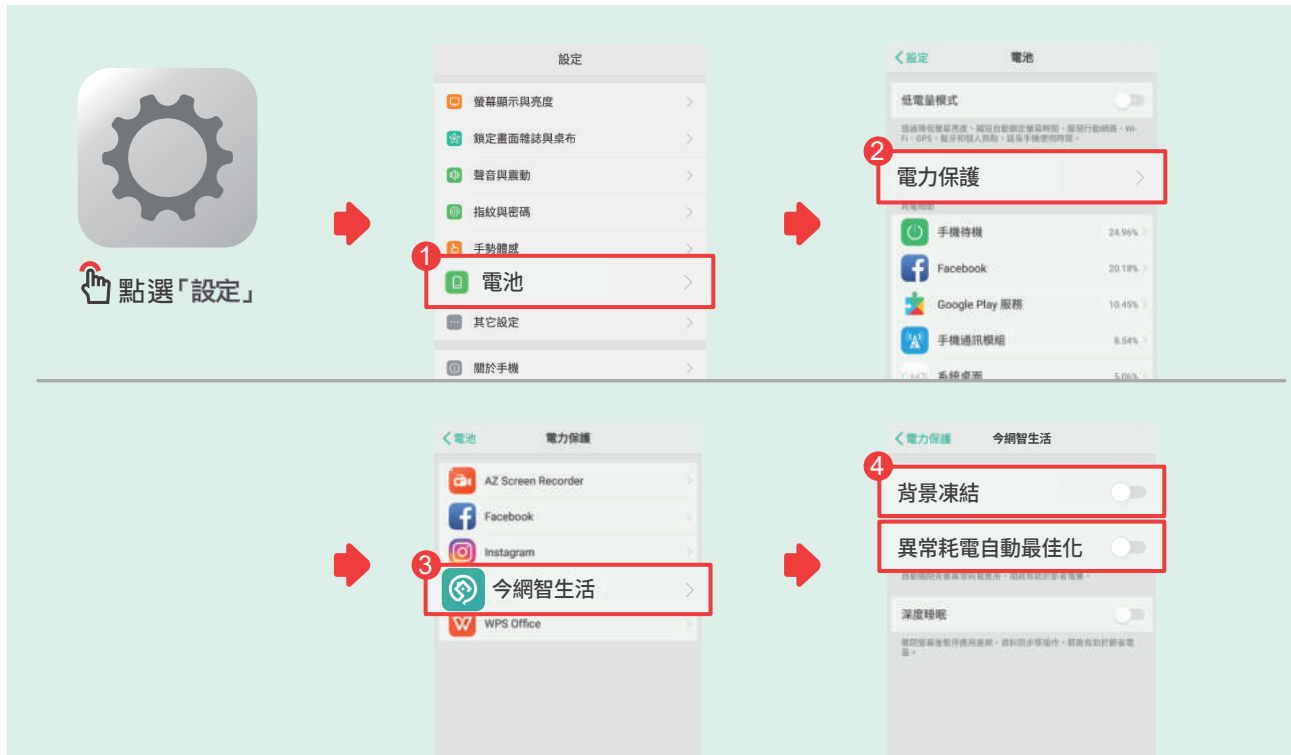 點選「設定」
設定
螢幕顯示與亮度
鎖定畫面雜誌與桌布
聲音與震動
指紋與密碼
手勢體感
1
電池
其它設定
關於手機
設定 電池
低電量模式
2
電力保護
手機待機 24.96%
Facebook 20.18%
Google Play 服務 10.45%
手機通訊模組 8.54%
系統桌面 5.06%
電池 電力保護
AZ Screen Recorder
Facebook
Instagram
3
今網智生活
WPS Office
電力保護 今網智生活
4
背景凍結
異常耗電自動最佳化
深度睡眠